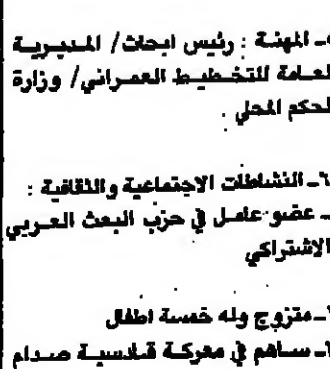 ـ المهنة : رئيس ابحاث/ المديرية
العامة للتخطيط العمراني/ وزارة
الحكم المحلي .
٦ـ النشاطات الاجتماعية والثقافية :
ـ عضو عامل في حزب البعث العربي
الاشتراكي
ـ متزوج وله خمسة اطفال
ـ ساهم في معركة قادسية صدام